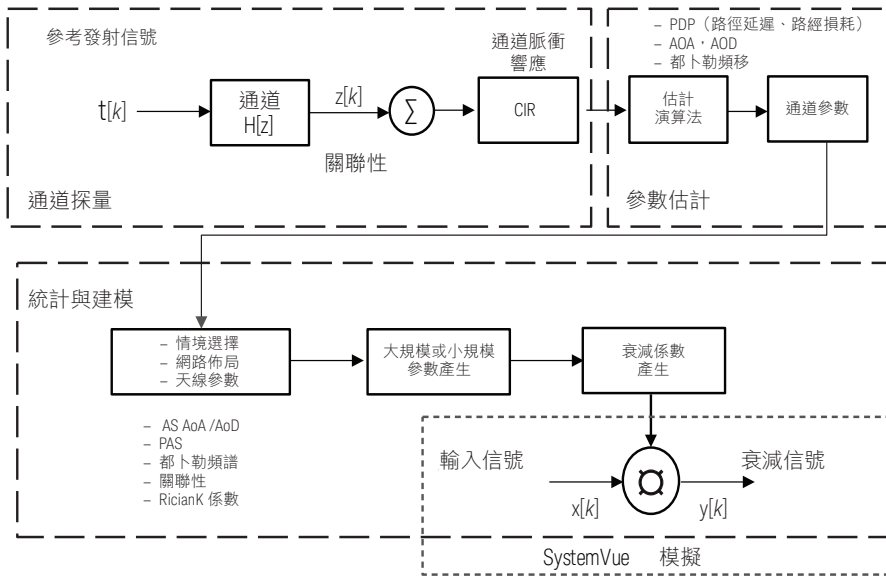 參考發射信號
t[k]
通道
H[z]
z[k]
Σ
關聯性
通道脈衝
響應
CIR
通道探量
– PDP（路徑延遲、路經損耗）
– AOA，AOD
– 都卜勒頻移
估計
演算法
通道參數
參數估計
統計與建模
– 情境選擇
– 網路佈局
– 天線參數
大規模或小規模
參數產生
衰減係數
產生
– AS AoA /AoD
– PAS
– 都卜勒頻譜
– 關聯性
– RicianK 係數
輸入信號
衰減信號
x[k]
y[k]
SystemVue 模擬